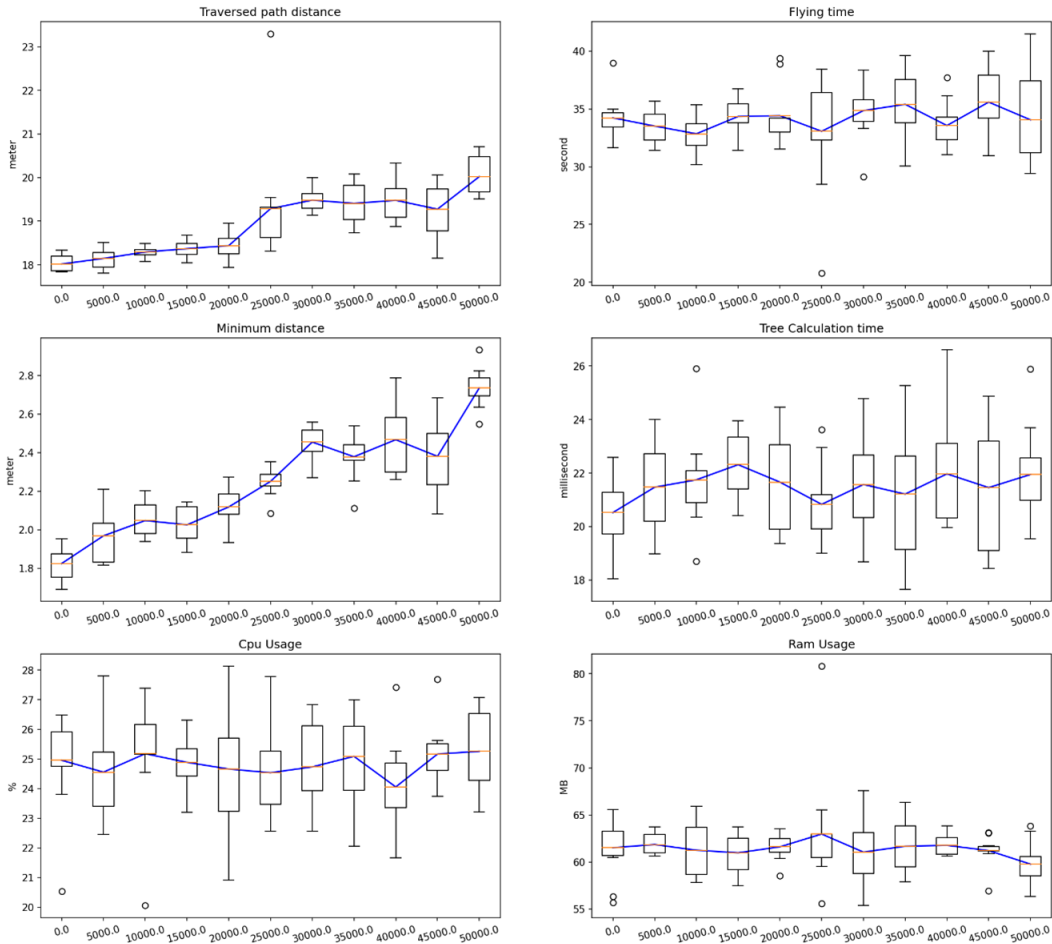 Traversed path distance
meter
23
22
21
20
19
18
0.0 5000.0 10000.0 15000.0 20000.0 25000.0 30000.0 35000.0 40000.0 45000.0 50000.0
Flying time
second
40
35
30
25
20
0.0 5000.0 10000.0 15000.0 20000.0 25000.0 30000.0 35000.0 40000.0 45000.0 50000.0
Minimum distance
meter
2.8
2.6
2.4
2.2
2.0
1.8
0.0 5000.0 10000.0 15000.0 20000.0 25000.0 30000.0 35000.0 40000.0 45000.0 50000.0
Tree Calculation time
millisecond
26
24
22
20
18
0.0 5000.0 10000.0 15000.0 20000.0 25000.0 30000.0 35000.0 40000.0 45000.0 50000.0
Cpu Usage
%
28
27
26
25
24
23
22
21
20
0.0 5000.0 10000.0 15000.0 20000.0 25000.0 30000.0 35000.0 40000.0 45000.0 50000.0
Ram Usage
MB
80
75
70
65
60
55
0.0 5000.0 10000.0 15000.0 20000.0 25000.0 30000.0 35000.0 40000.0 45000.0 50000.0